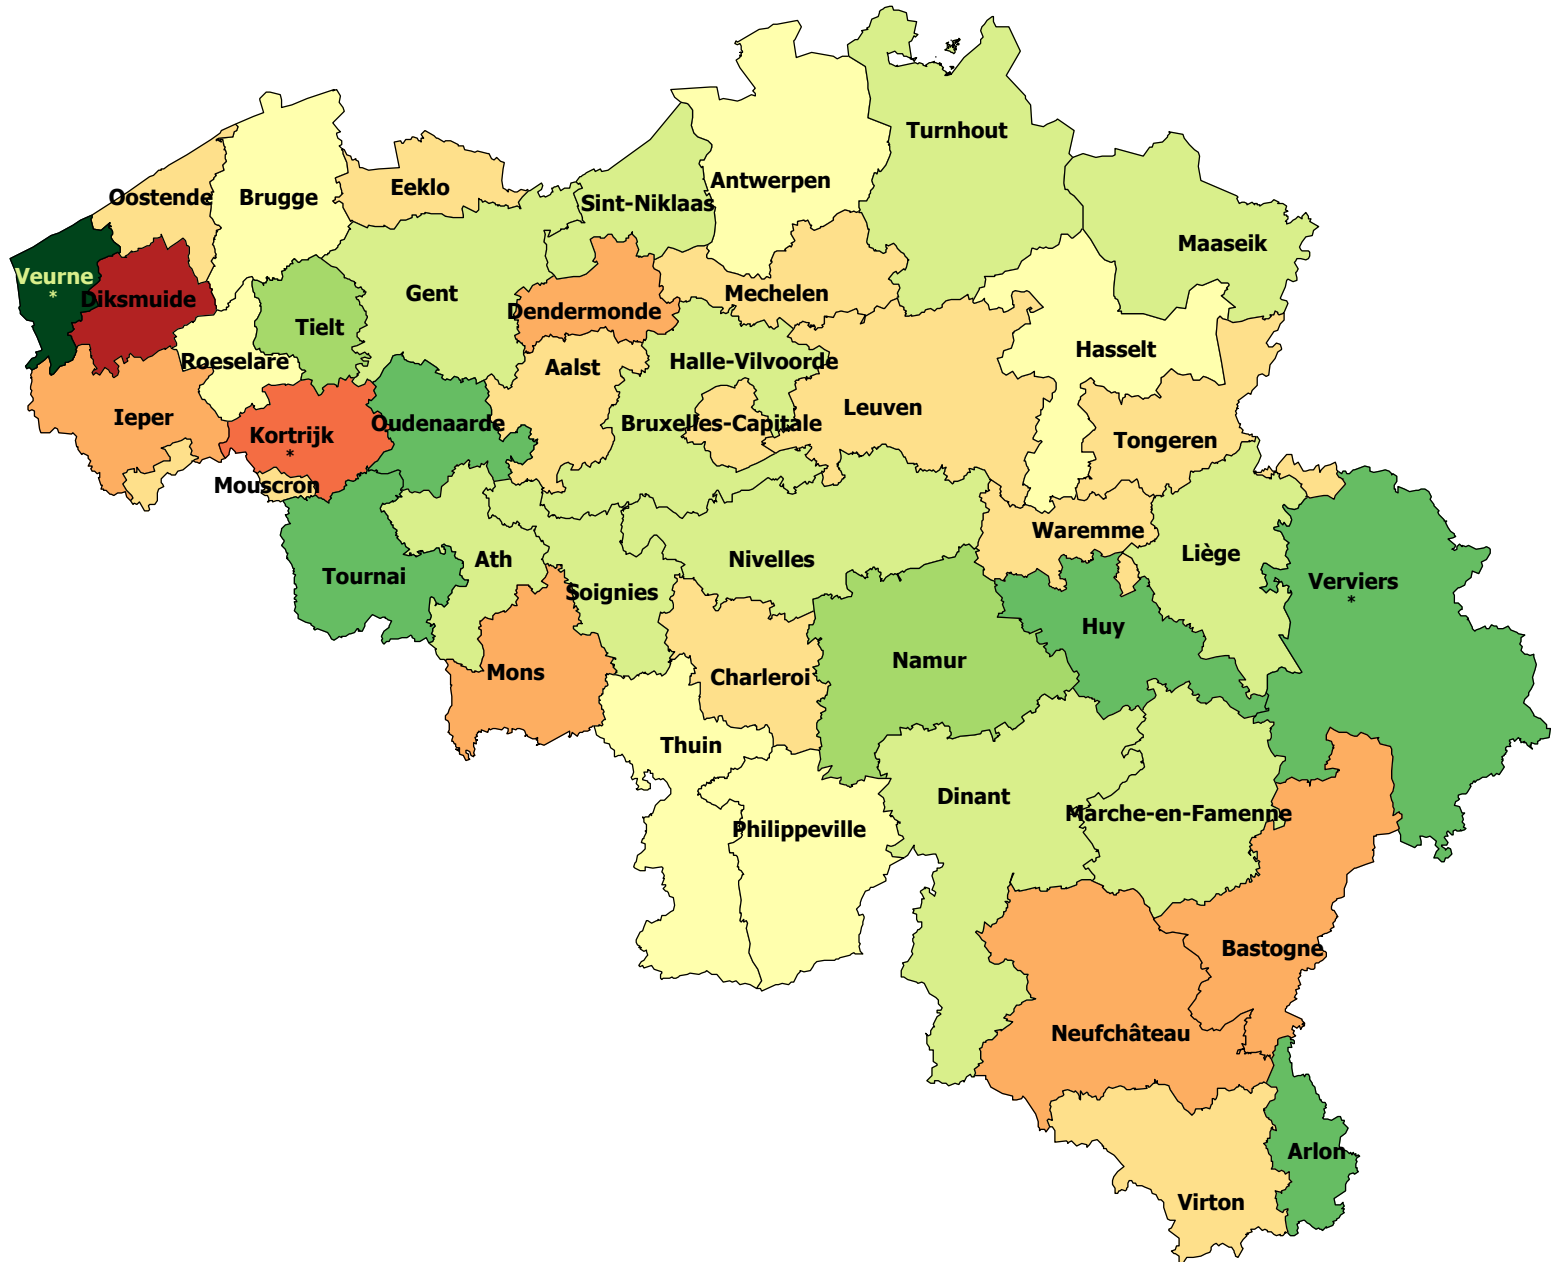 Turnhout
Antwerpen
Eeklo
Oostende
Brugge
Sint-Niklaas
Maaseik
Veurne
*
Diksmuide
Gent
Mechelen
Dendermonde
Tielt
Hasselt
Roeselare
Halle-Vilvoorde
Aalst
Leuven
Ieper
Oudenaarde
Bruxelles-Capitale
Kortrijk
*
Tongeren
Mouscron
Waremme
Liège
Ath
Nivelles
Tournai
Verviers
*
Soignies
Huy
Namur
Mons
Charleroi
Thuin
Dinant
Marche-en-Famenne
Philippeville
Bastogne
Neufchâteau
Arlon
Virton